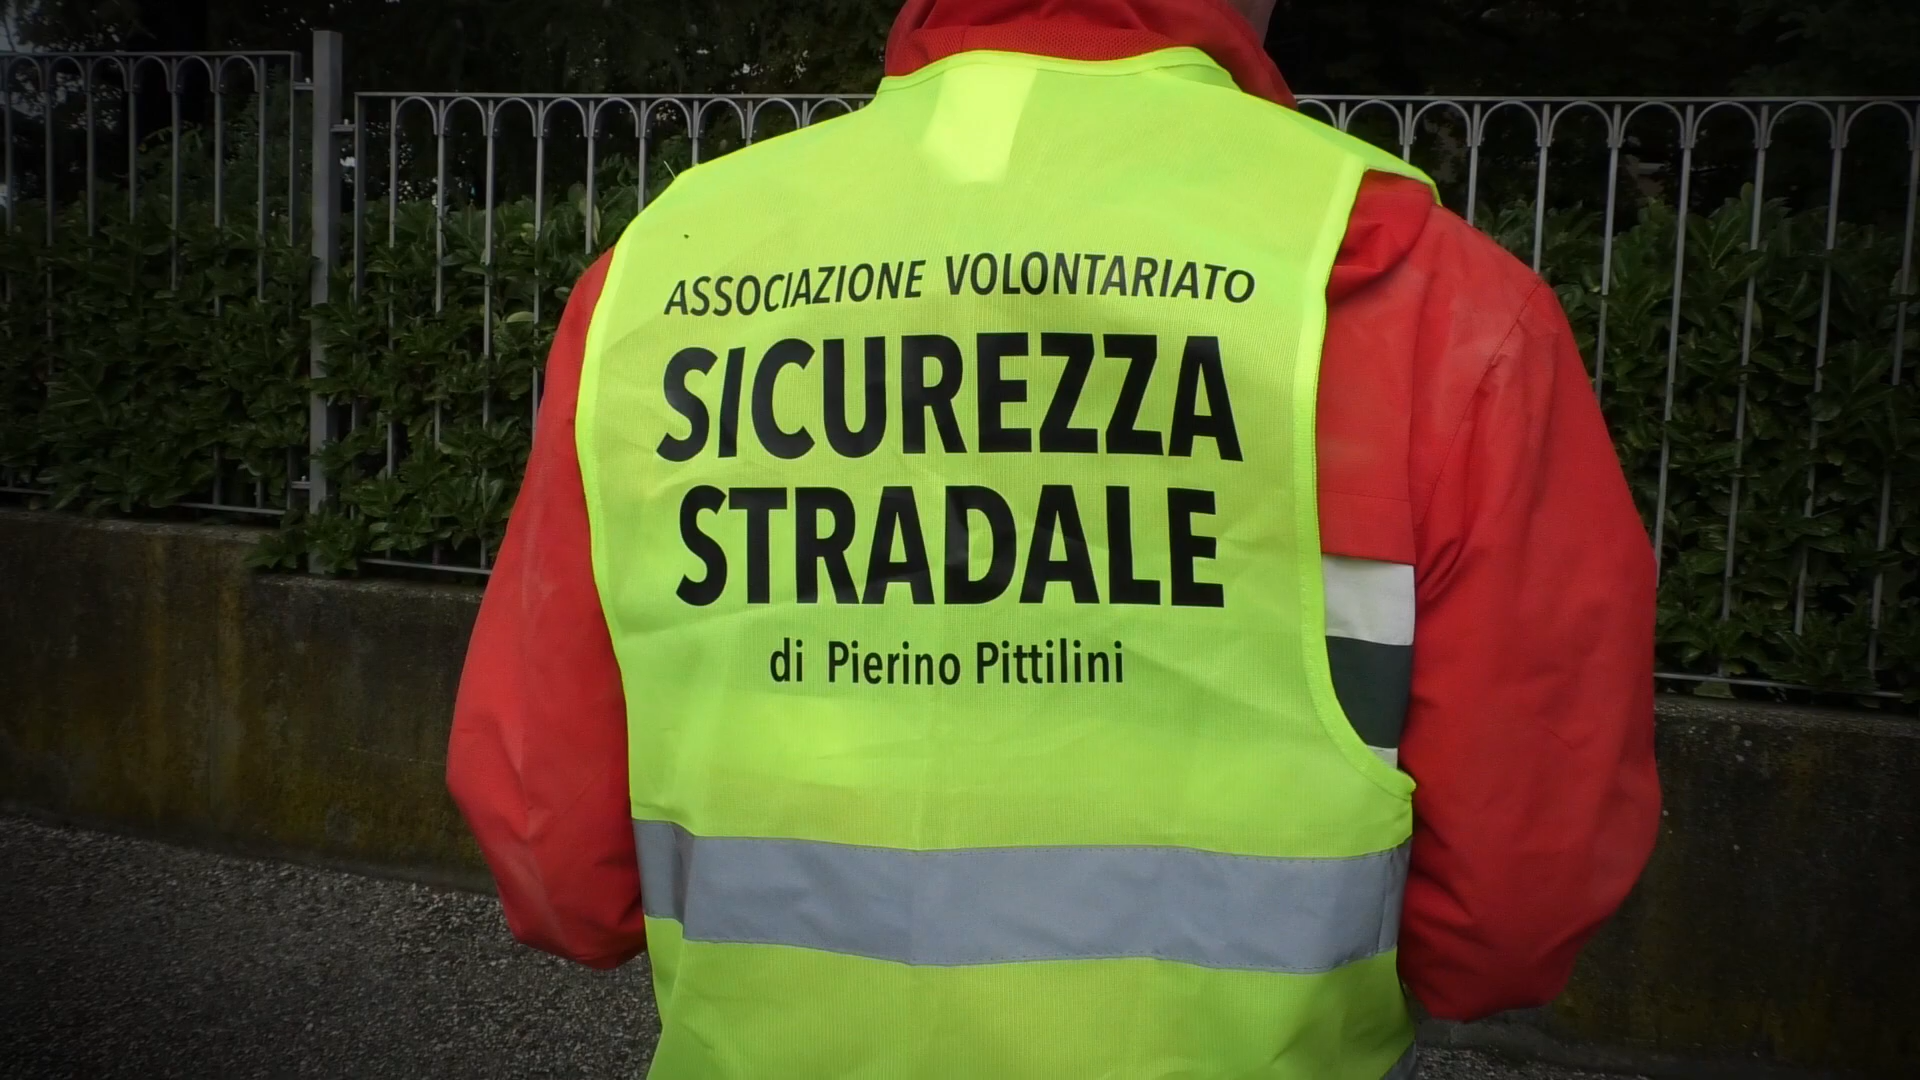 ASSOCIAZIONE VOLONTARIATO
SICUREZZA
STRADALE
di Pierino Pittilini